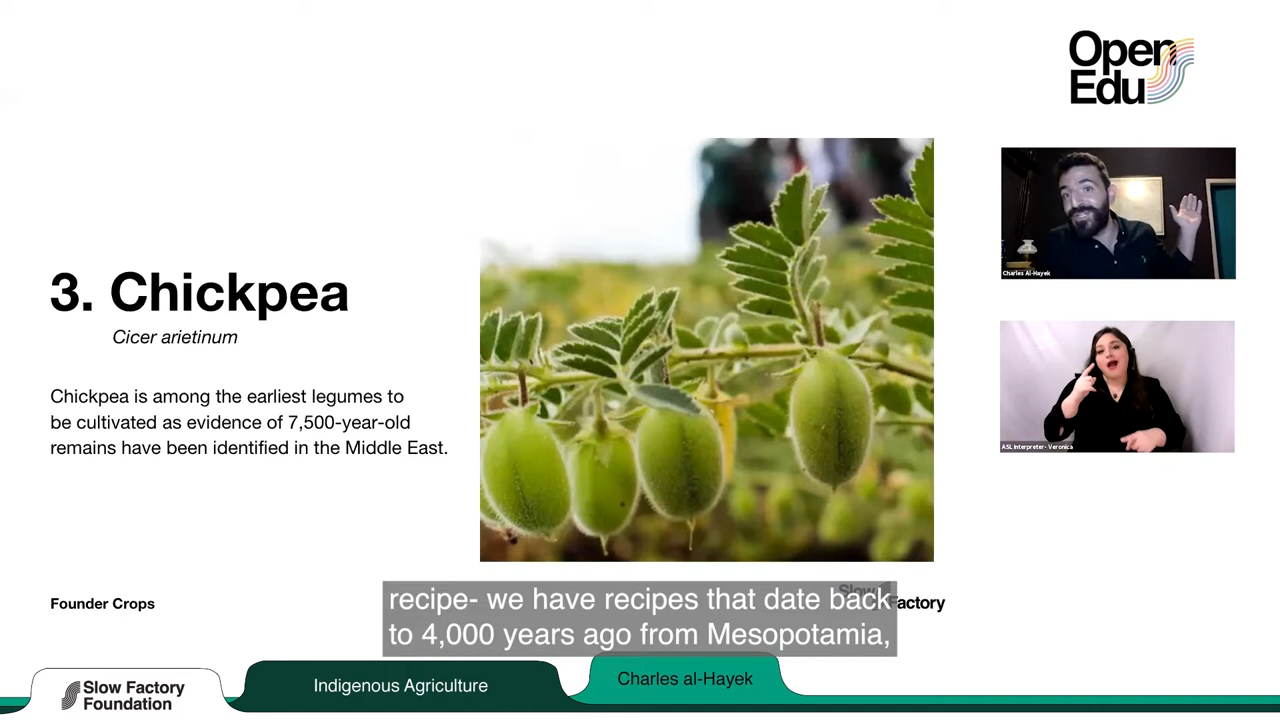 Open
Edu
3. Chickpea
Cicer arietinum
Chickpea is among the earliest legumes to
be cultivated as evidence of 7,500-year-old
remains have been identified in the Middle East.
Charles Al-Hayek
ASL Interpreter- Veronica
Founder Crops
Slow
Factory
recipe- we have recipes that date back
to 4,000 years ago from Mesopotamia,
Slow Factory
Foundation
Indigenous Agriculture
Charles al-Hayek